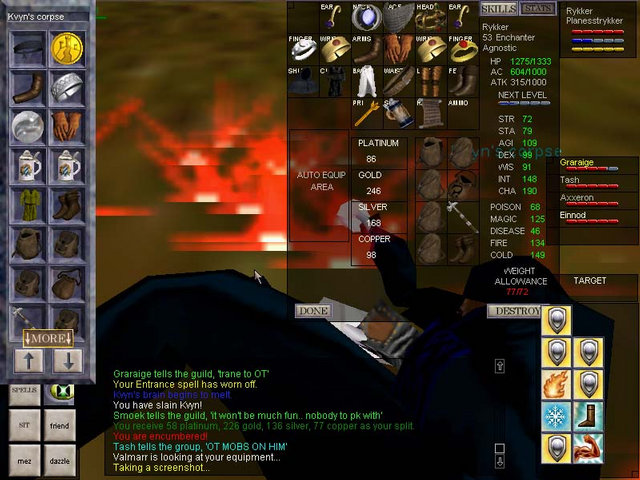 Kvyn's corpse
MORE
SPELLS
SIT
friend
mez
dazzle
EAR
NECK
FACE
HEAD
EAR
FINGER
WRIST
ARMS
WRIST
FINGER
WAIST
PRI
AMMO
AUTO EQUIP
AREA
PLATINUM
86
GOLD
246
SILVER
168
COPPER
98
DONE
DESTROY
SKILLS
STATS
Rykker
53 Enchanter
Agnostic
HP 1275/1333
AC 604/1000
ATK 315/1000
NEXT LEVEL
STR 72
STA 79
AGI 109
DEX 99
WIS 91
INT 148
CHA 190
POISON 68
MAGIC 125
DISEASE 46
FIRE 134
COLD 149
WEIGHT
ALLOWANCE
77/72
yn's corpse
Rykker
Planesstrykker
Graraige
Tash
Axxeron
Einnod
TARGET
Graraige tells the guild, 'trane to OT'
Your Entrance spell has worn off.
Kvyn's brain begins to melt.
You have slain Kvyn!
Smoek tells the guild, 'it won't be much fun.. nobody to pk with'
You receive 58 platinum, 226 gold, 136 silver, 77 copper as your split.
You are encumbered!
Tash tells the group, 'OT MOBS ON HIM'
Valmarr is looking at your equipment...
Taking a screenshot...